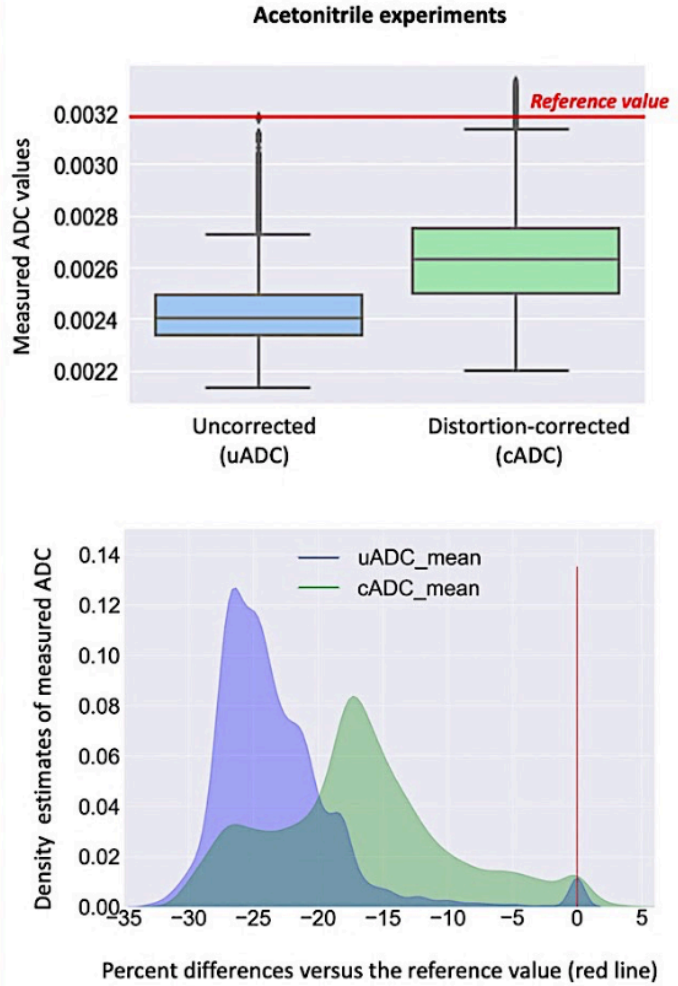 Acetonitrile experiments
Reference value
0.0032
0.0030
0.0028
0.0026
0.0024
0.0022
Measured ADC values
Uncorrected
(uADC)
Distortion-corrected
(cADC)
0.14
0.12
0.10
0.08
0.06
0.04
0.02
0.00
uADC_mean
cADC_mean
Density estimates of measured ADC
−35 −30 −25 −20 −15 −10 −5 0 5
Percent differences versus the reference value (red line)